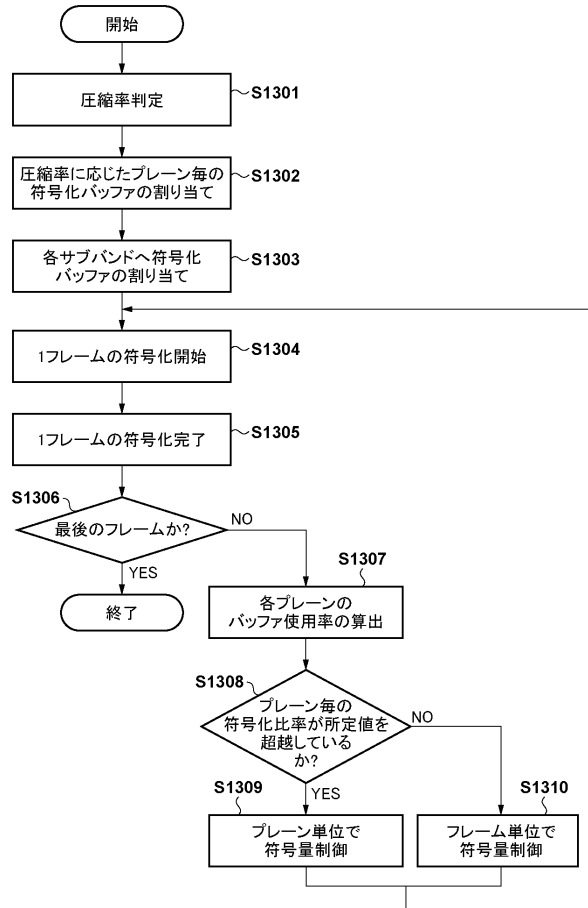 開始
圧縮率判定
S1301
圧縮率に応じたプレーン毎の
符号化バッファの割り当て
S1302
各サブバンドへ符号化
バッファの割り当て
S1303
1フレームの符号化開始
S1304
1フレームの符号化完了
S1305
S1306
最後のフレームか?
NO
YES
終了
S1307
各プレーンの
バッファ使用率の算出
S1308
プレーン毎の
符号化比率が所定値を
超越している
か?
NO
YES
S1309
プレーン単位で
符号量制御
S1310
フレーム単位で
符号量制御